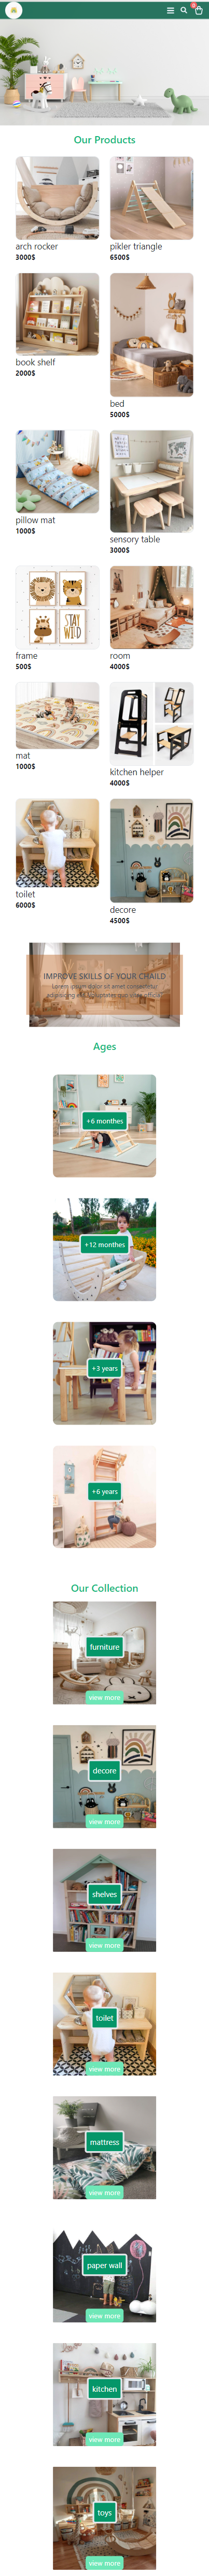 0
Our Products
arch rocker
3000$
pikler triangle
6500$
book shelf
2000$
bed
5000$
pillow mat
1000$
sensory table
3000$
STAY
WILD
frame
500$
room
4000$
mat
1000$
kitchen helper
4000$
toilet
6000$
decore
4500$
IMPROVE SKILLS OF YOUR CHAILD
Lorem ipsum dolor sit amet consectetur
adipisicing elit.
Ages
+6 monthes
+12 monthes
+3 years
+6 years
Our Collection
furniture
view more
decore
view more
shelves
view more
toilet
view more
mattress
view more
paper wall
view more
kitchen
view more
toys
view more